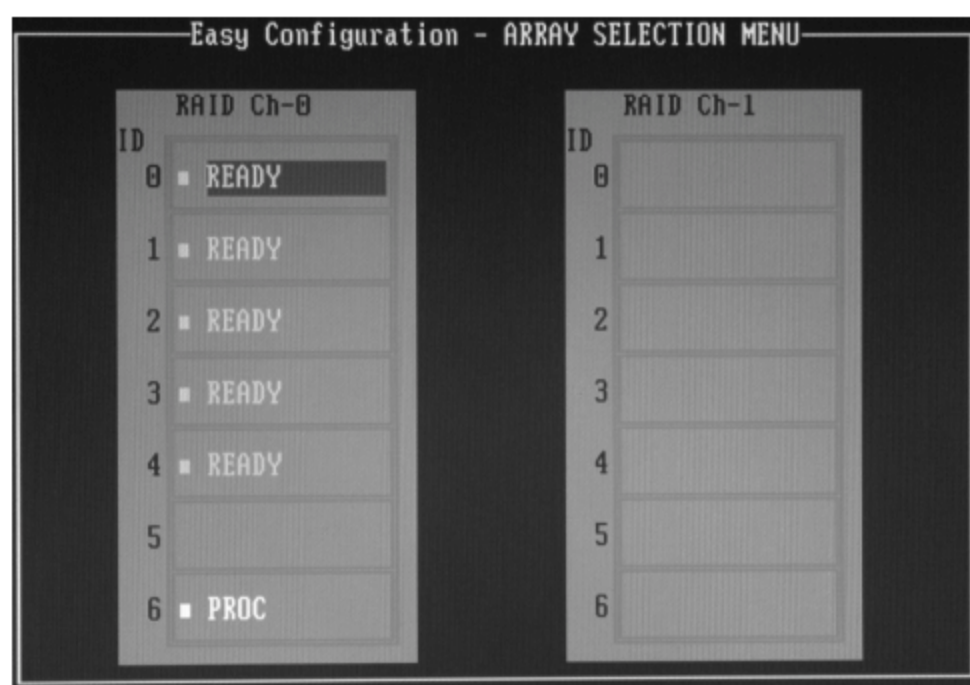 Easy Configuration - ARRAY SELECTION MENU
RAID Ch-0
ID
0 ▪ READY
1 ▪ READY
2 ▪ READY
3 ▪ READY
4 ▪ READY
5
6 ▪ PROC
RAID Ch-1
ID
0
1
2
3
4
5
6